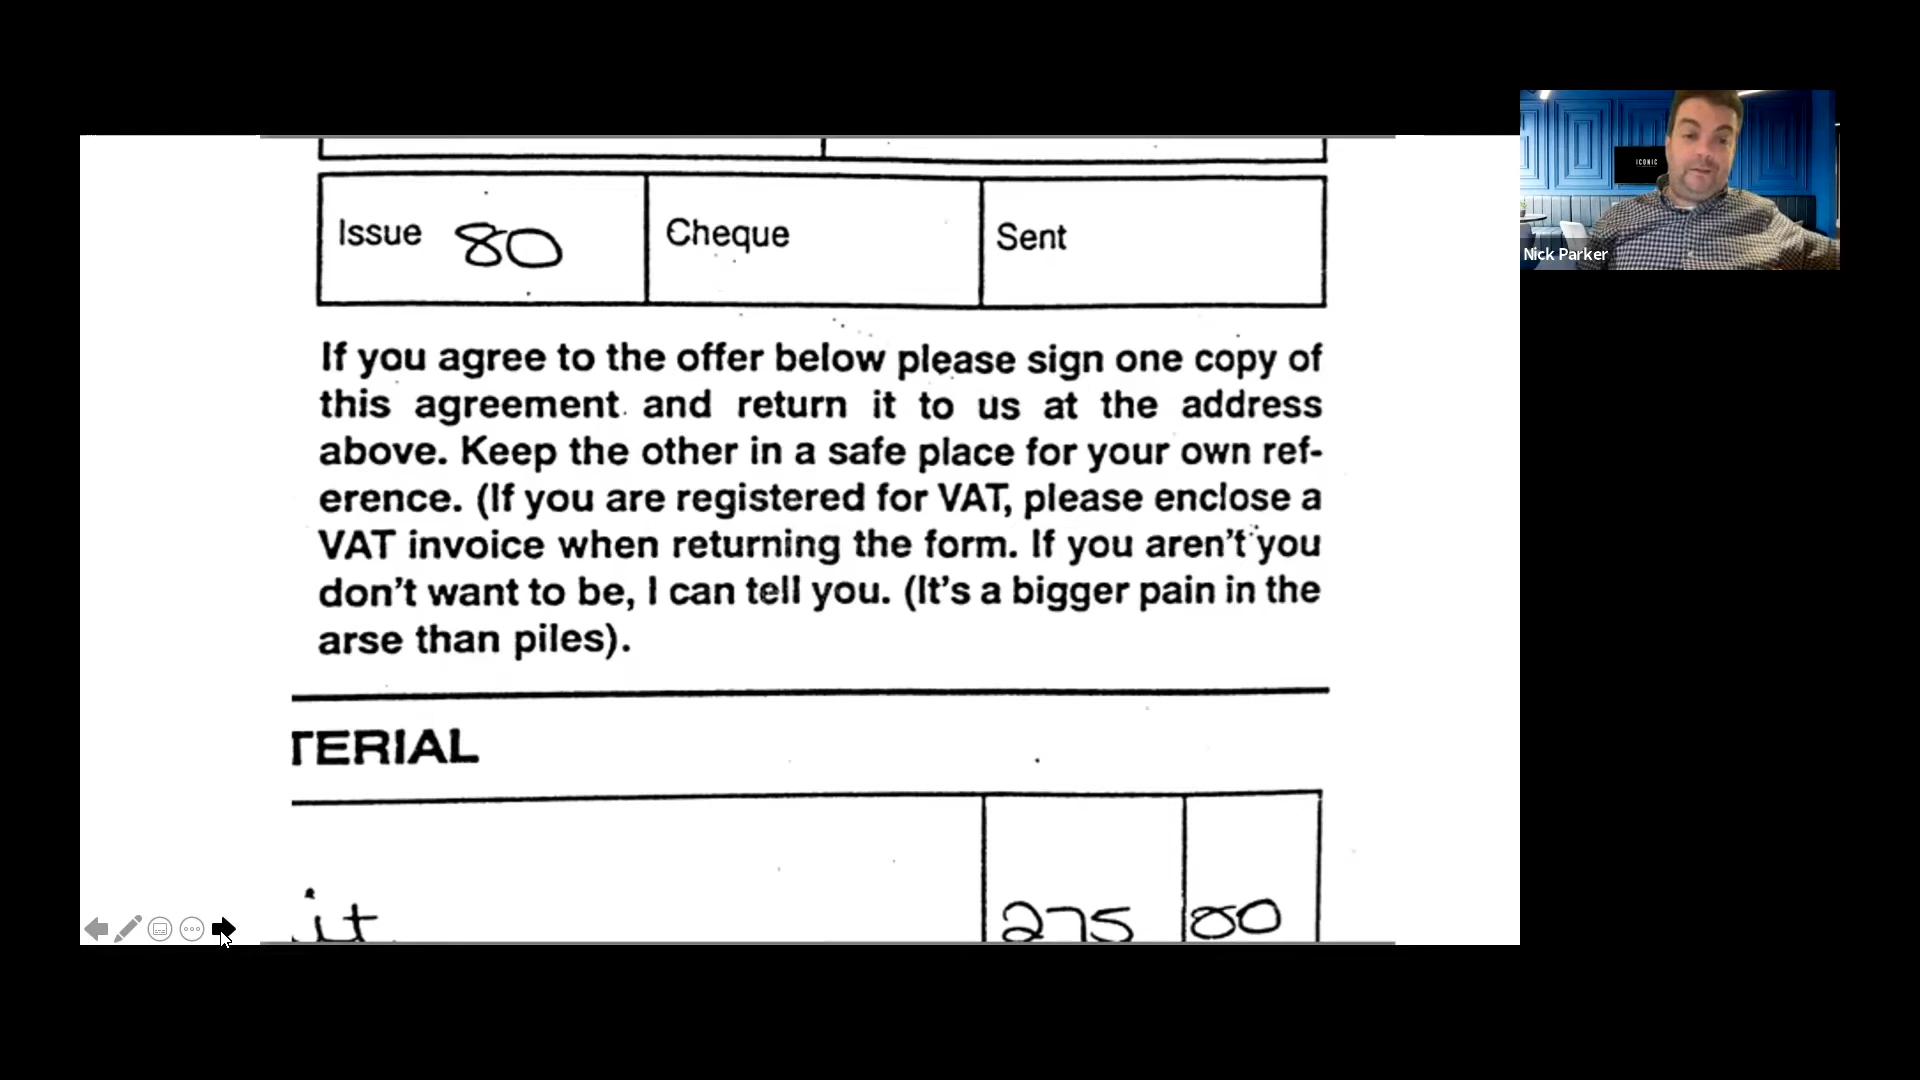 Issue 80 Cheque Sent
If you agree to the offer below please sign one copy of
this agreement and return it to us at the address
above. Keep the other in a safe place for your own ref-
erence. (If you are registered for VAT, please enclose a
VAT invoice when returning the form. If you aren't you
don't want to be, I can tell you. (It's a bigger pain in the
arse than piles).
TERIAL
it 275 80
ICONIC
Nick Parker